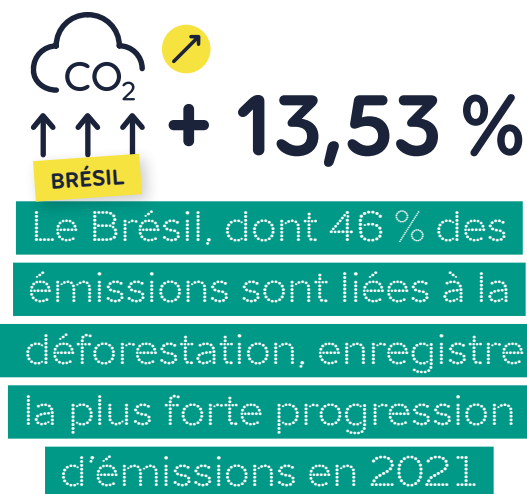 CO2
+ 13,53 %
BRÉSIL
Le Brésil, dont 46 % des
émissions sont liées à la
déforestation, enregistre
la plus forte progression
d’émissions en 2021